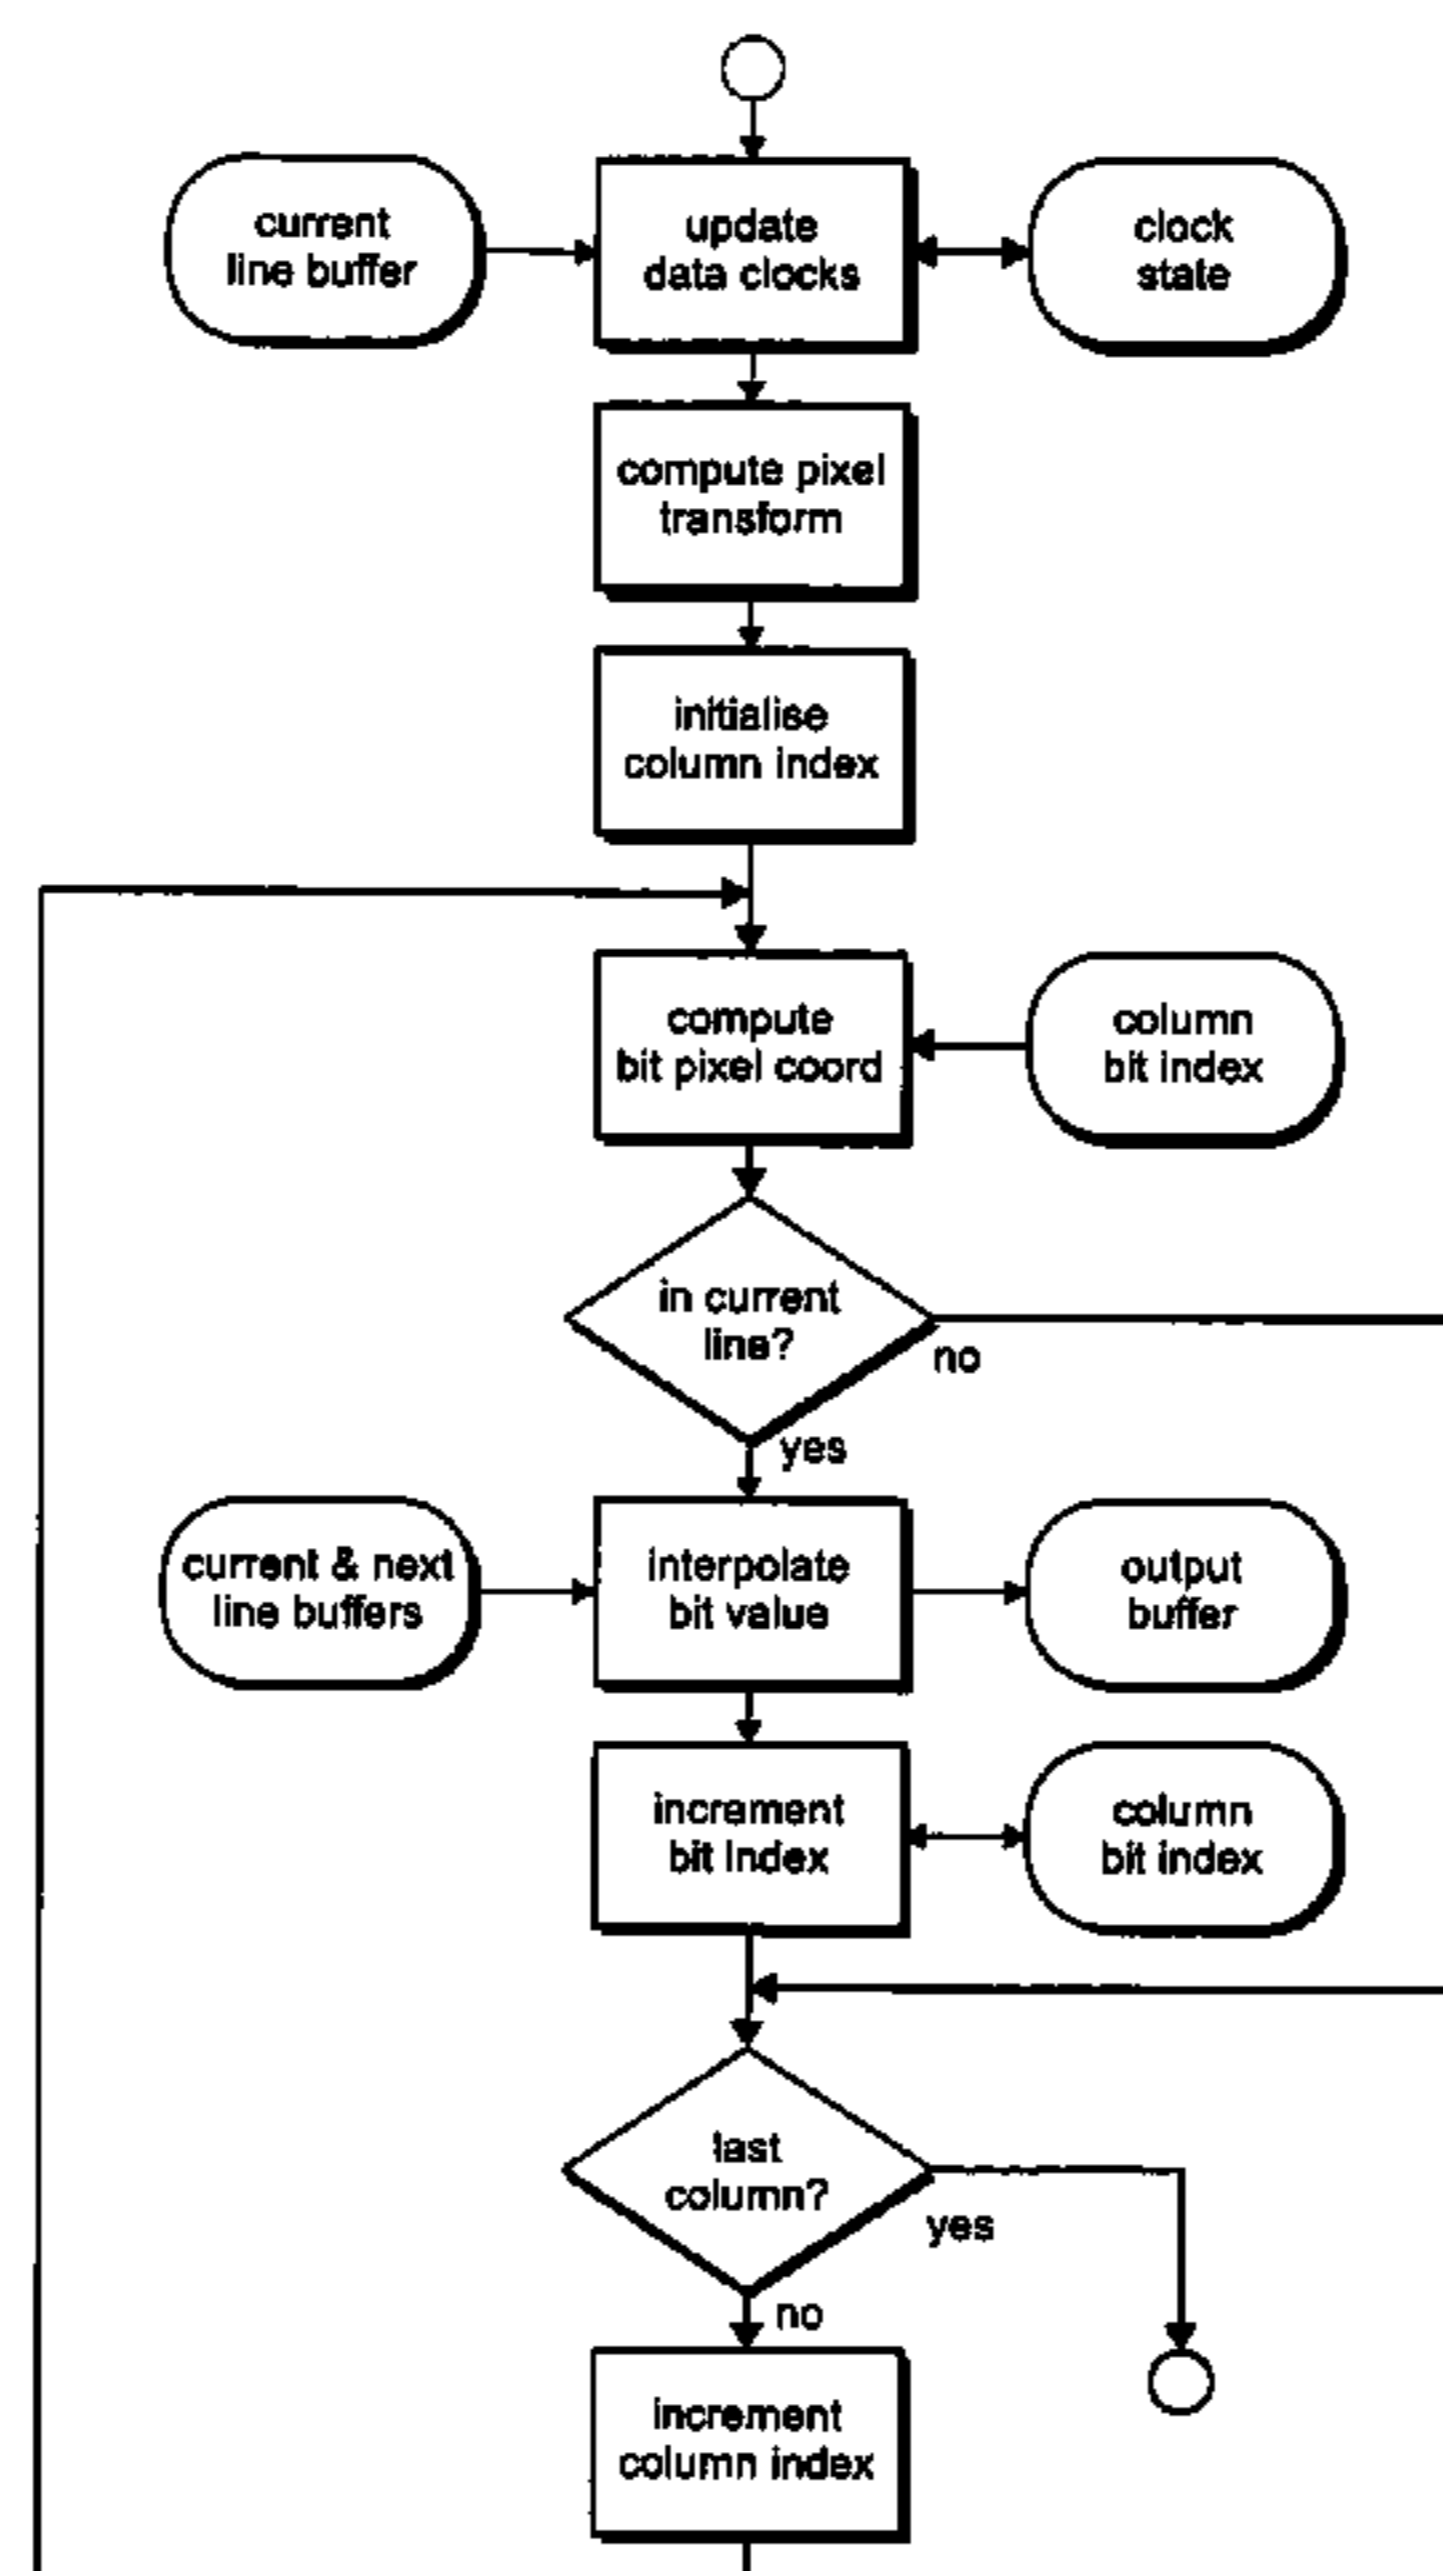 current
line buffer
update
data clocks
clock
state
compute pixel
transform
initialise
column index
compute
bit pixel coord
column
bit index
in current
line?
no
yes
current & next
line buffers
interpolate
bit value
output
buffer
increment
bit index
column
bit index
last
column?
yes
no
increment
column index